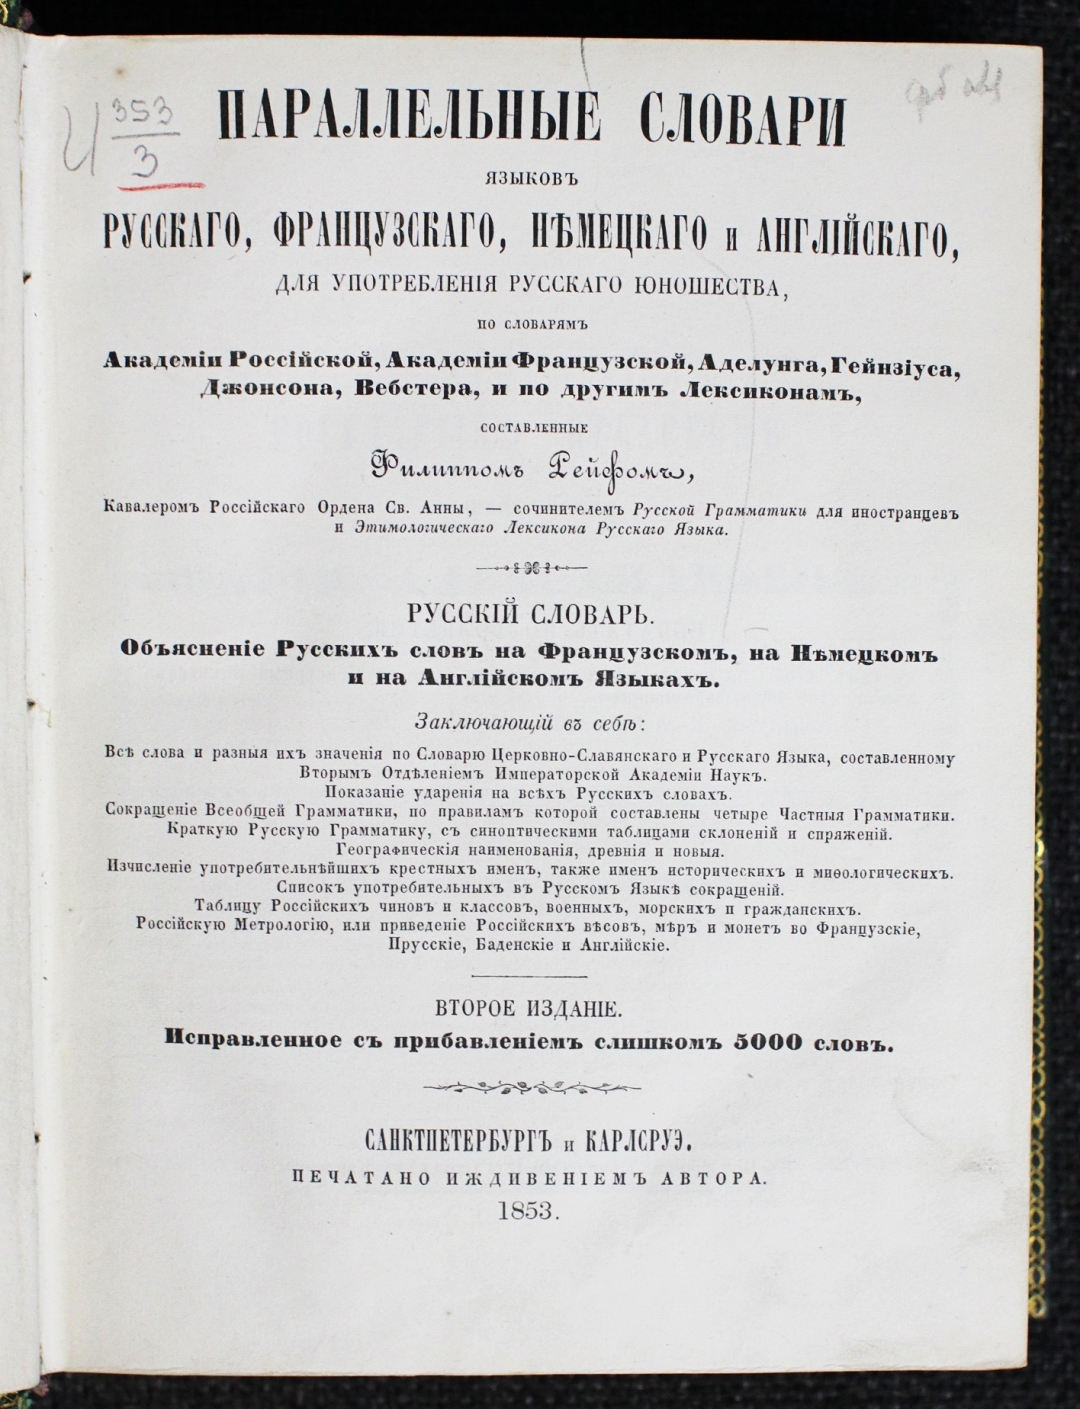 ПАРАЛЛЕЛЬНЫЕ СЛОВАРИ
353
3
ЯЗЫКОВЪ
РУССКАГО, ФРАНЦУЗСКАГО, НѢМЕЦКАГО и АНГЛІЙСКАГО,
ДЛЯ УПОТРЕБЛЕНІЯ РУССКАГО ЮНОШЕСТВА,
ПО СЛОВАРЯМЪ
Академіи Россійской, Академіи Французской, Аделунга, Гейнзіуса,
Джонсона, Вебстера, и по другимъ Лексиконамъ,
СОСТАВЛЕННЫЕ
Филиппомъ Рейфомъ,
Кавалеромъ Россійскаго Ордена Св. Анны, — сочинителемъ Русской Грамматики для иностранцевъ
и Этимологическаго Лексикона Русскаго Языка.
РУССКІЙ СЛОВАРЬ.
Объясненіе Русскихъ словъ на Французскомъ, на Нѣмецкомъ
и на Англійскомъ Языкахъ.
Заключающій въ себѣ:
Всѣ слова и разныя ихъ значенія по Словарю Церковно-Славянскаго и Русскаго Языка, составленному
Вторымъ Отдѣленіемъ Императорской Академіи Наукъ.
Показаніе ударенія на всѣхъ Русскихъ словахъ.
Сокращеніе Всеобщей Грамматики, по правиламъ которой составлены четыре Частныя Грамматики.
Краткую Русскую Грамматику, съ синоптическими таблицами склоненій и спряженій.
Географическія наименованія, древнія и новыя.
Изчисленіе употребительнѣйшихъ крестныхъ именъ, также именъ историческихъ и миѳологическихъ.
Списокъ употребительныхъ въ Русскомъ Языкѣ сокращеній.
Таблицу Россійскихъ чиновъ и классовъ, военныхъ, морскихъ и гражданскихъ.
Россійскую Метрологію, или приведеніе Россійскихъ вѣсовъ, мѣръ и монетъ во Французскіе,
Прусскіе, Баденскіе и Англійскіе.
ВТОРОЕ ИЗДАНІЕ.
Исправленное съ прибавленіемъ слишкомъ 5000 словъ.
САНКТПЕТЕРБУРГЪ и КАРЛСРУЭ.
ПЕЧАТАНО ИЖДИВЕНІЕМЪ АВТОРА.
1853.